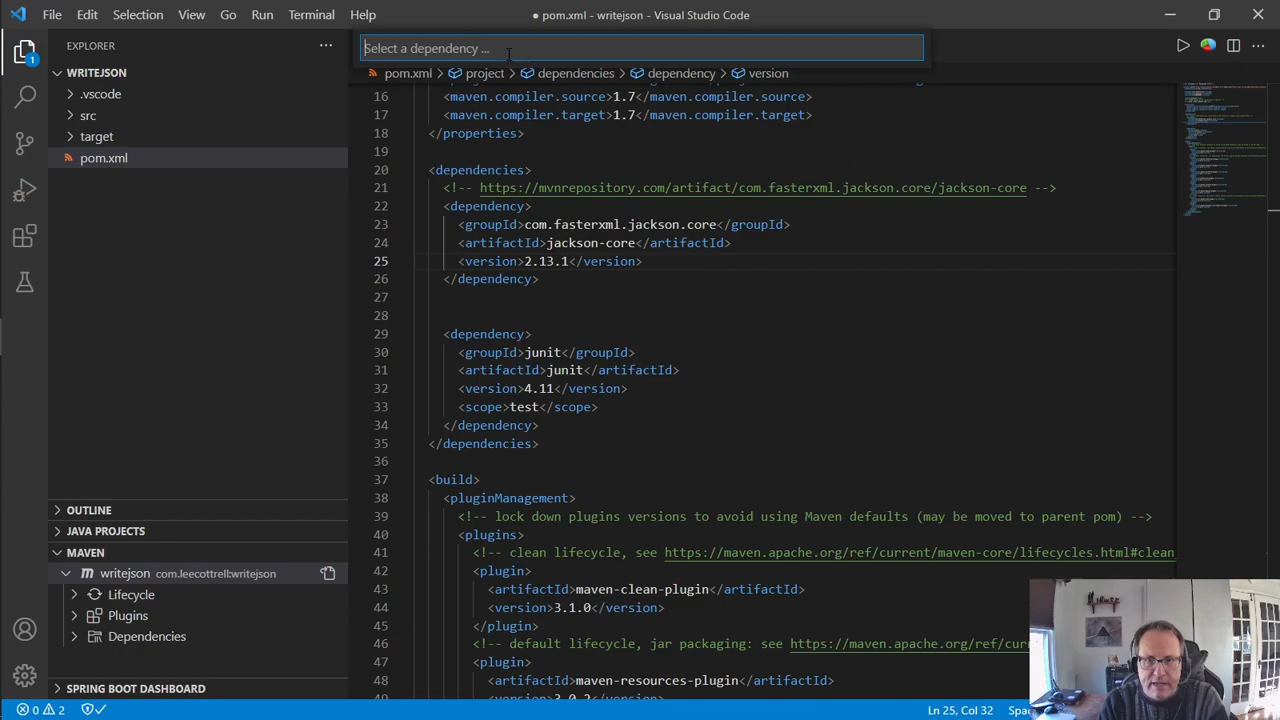 File Edit Selection View Go Run Terminal Help
● pom.xml - writejson - Visual Studio Code
EXPLORER
Select a dependency ...
WRITEJSON
pom.xml > project > dependencies > dependency > version
.vscode
src
target
pom.xml
16 <maven.compiler.source>1.7</maven.compiler.source>
17 <maven.compiler.target>1.7</maven.compiler.target>
18 </properties>
19
20 <dependencies>
21 <!-- https://mvnrepository.com/artifact/com.fasterxml.jackson.core/jackson-core -->
22 <dependency>
23 <groupId>com.fasterxml.jackson.core</groupId>
24 <artifactId>jackson-core</artifactId>
25 <version>2.13.1</version>
26 </dependency>
27
28
29 <dependency>
30 <groupId>junit</groupId>
31 <artifactId>junit</artifactId>
32 <version>4.11</version>
33 <scope>test</scope>
34 </dependency>
35 </dependencies>
36
37 <build>
38 <pluginManagement>
39 <!-- lock down plugins versions to avoid using Maven defaults (may be moved to parent pom) -->
40 <plugins>
41 <!-- clean lifecycle, see https://maven.apache.org/ref/current/maven-core/lifecycles.html#clean
42 <plugin>
43 <artifactId>maven-clean-plugin</artifactId>
44 <version>3.1.0</version>
45 </plugin>
46 <!-- default lifecycle, jar packaging: see https://maven.apache.org/ref/curr
47 <plugin>
48 <artifactId>maven-resources-plugin</artifactId>
OUTLINE
JAVA PROJECTS
MAVEN
writejson com.leecottrell:writejson
Lifecycle
Plugins
Dependencies
SPRING BOOT DASHBOARD
1
0 2
Ln 25, Col 32